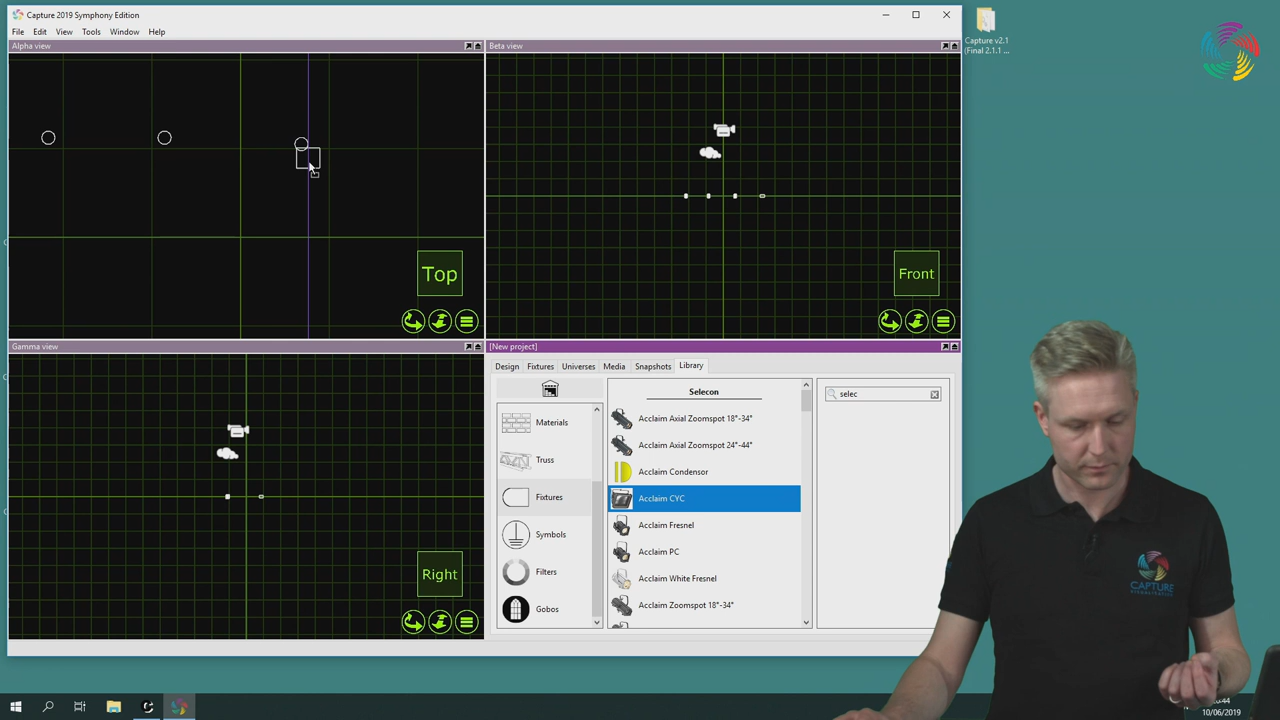 Capture 2019 Symphony Edition
File Edit View Tools Window Help
Alpha view
Beta view
Top
Front
Gamma view
Right
[New project]
Design Fixtures Universes Media Snapshots Library
Materials
Truss
Fixtures
Symbols
Filters
Gobos
Selecon
Acclaim Axial Zoomspot 18°-34°
Acclaim Axial Zoomspot 24°-44°
Acclaim Condensor
Acclaim CYC
Acclaim Fresnel
Acclaim PC
Acclaim White Fresnel
Acclaim Zoomspot 18°-34°
selec
Capture v2.1
(Final 2.1.1 ...
CAPTURE
:44
10/06/2019